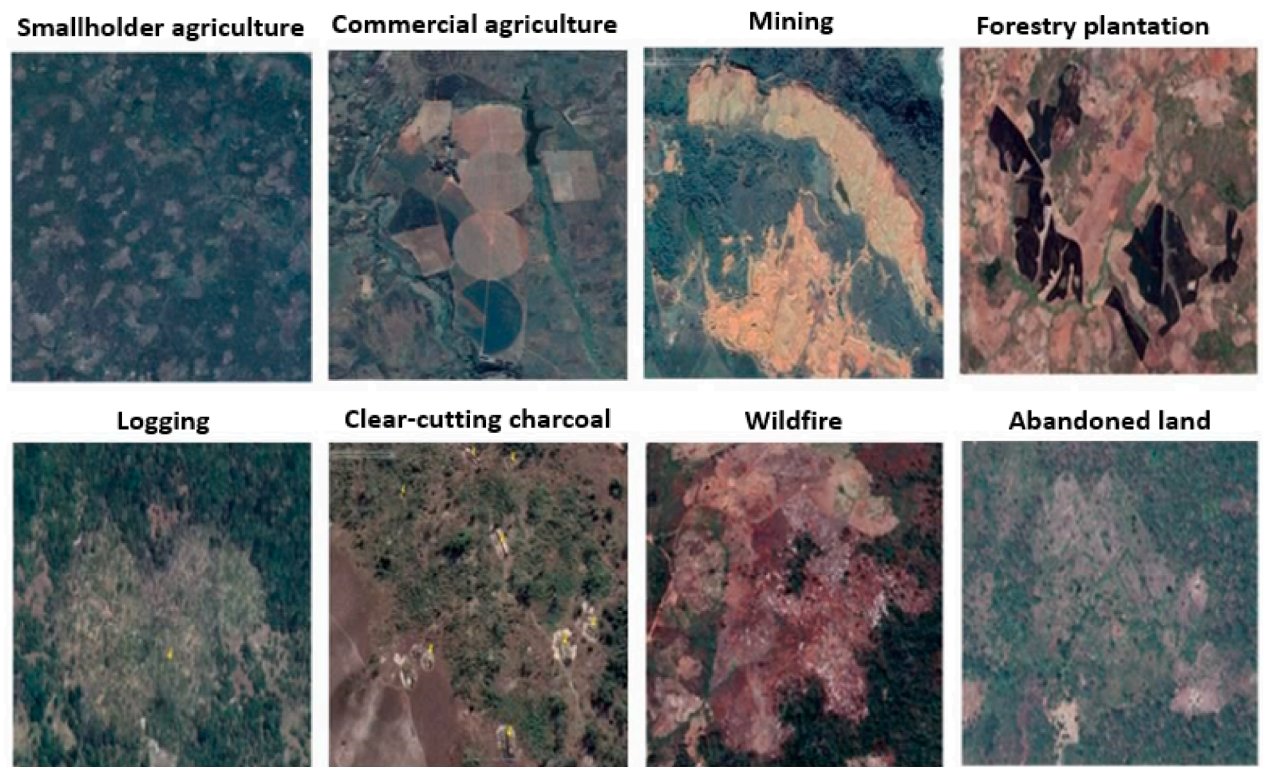 Smallholder agriculture
Commercial agriculture
Mining
Forestry plantation
Logging
Clear-cutting charcoal
Wildfire
Abandoned land